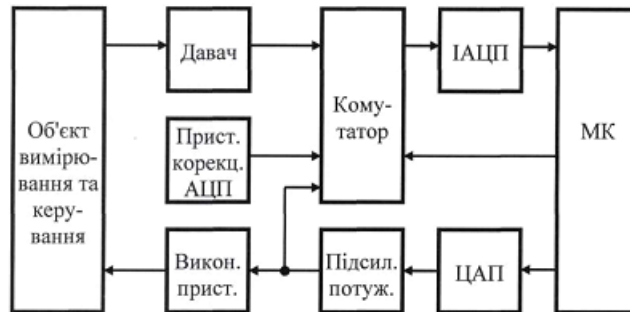 Об'єкт
вимірю-
вання та
керу-
вання
Давач
Прист.
корекц.
АЦП
Викон.
прист.
Кому-
татор
Підсил.
потуж.
ІАЦП
ЦАП
МК